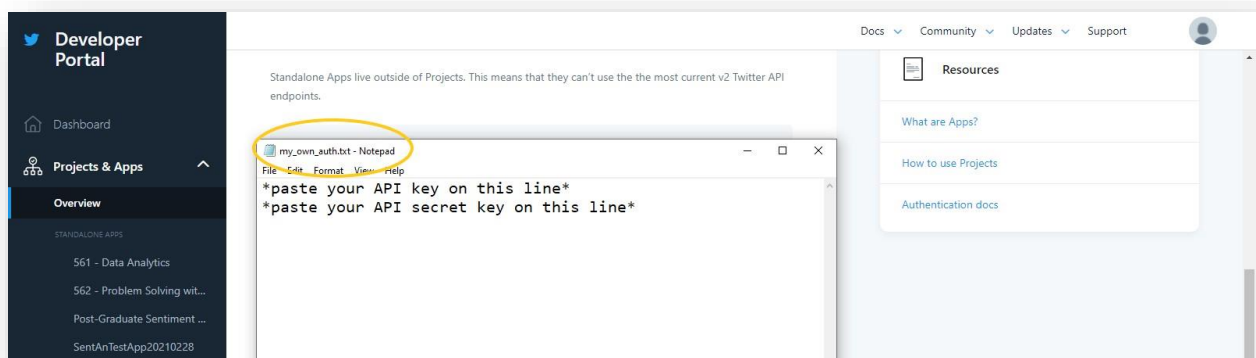 Developer
Portal
Docs
Community
Updates
Support
Dashboard
Projects & Apps
Overview
STANDALONE APPS
561 - Data Analytics
562 - Problem Solving wit...
Post-Graduate Sentiment ...
SentAnTestApp20210228
Standalone Apps live outside of Projects. This means that they can't use the the most current v2 Twitter API
endpoints.
my_own_auth.txt - Notepad
File Edit Format View Help
*paste your API key on this line*
*paste your API secret key on this line*
Resources
What are Apps?
How to use Projects
Authentication docs